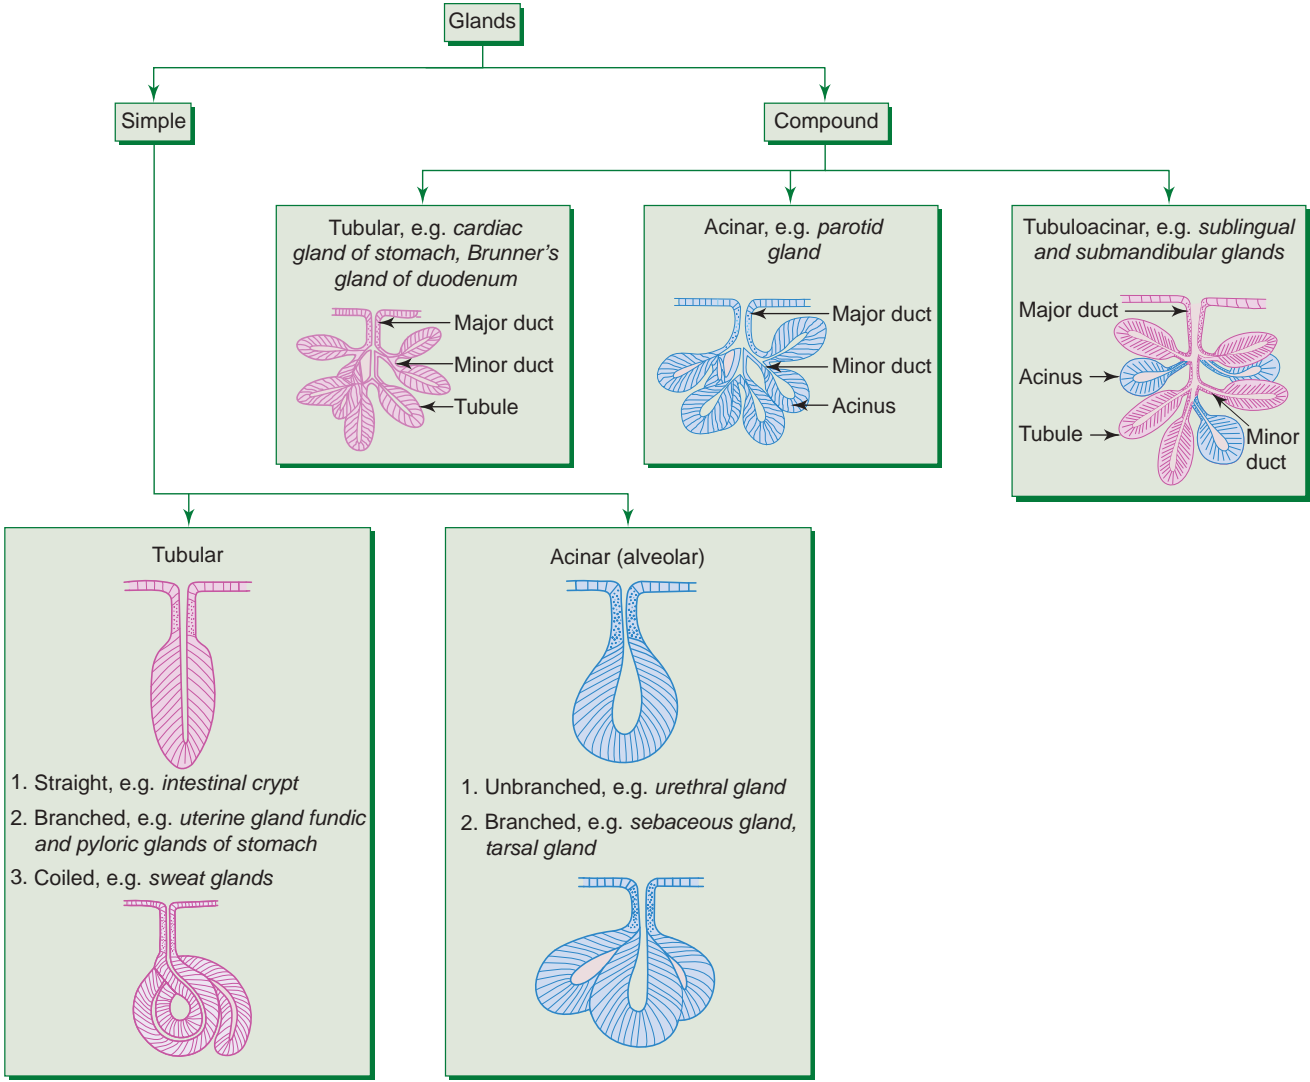 Glands
Simple
Compound
Tubular, e.g. cardiac
gland of stomach, Brunner's
gland of duodenum
Major duct
Minor duct
Tubule
Acinar, e.g. parotid
gland
Major duct
Minor duct
Acinus
Tubuloacinar, e.g. sublingual
and submandibular glands
Major duct
Acinus
Tubule
Minor
duct
Tubular
1. Straight, e.g. intestinal crypt
2. Branched, e.g. uterine gland fundic
and pyloric glands of stomach
3. Coiled, e.g. sweat glands
Acinar (alveolar)
1. Unbranched, e.g. urethral gland
2. Branched, e.g. sebaceous gland,
tarsal gland